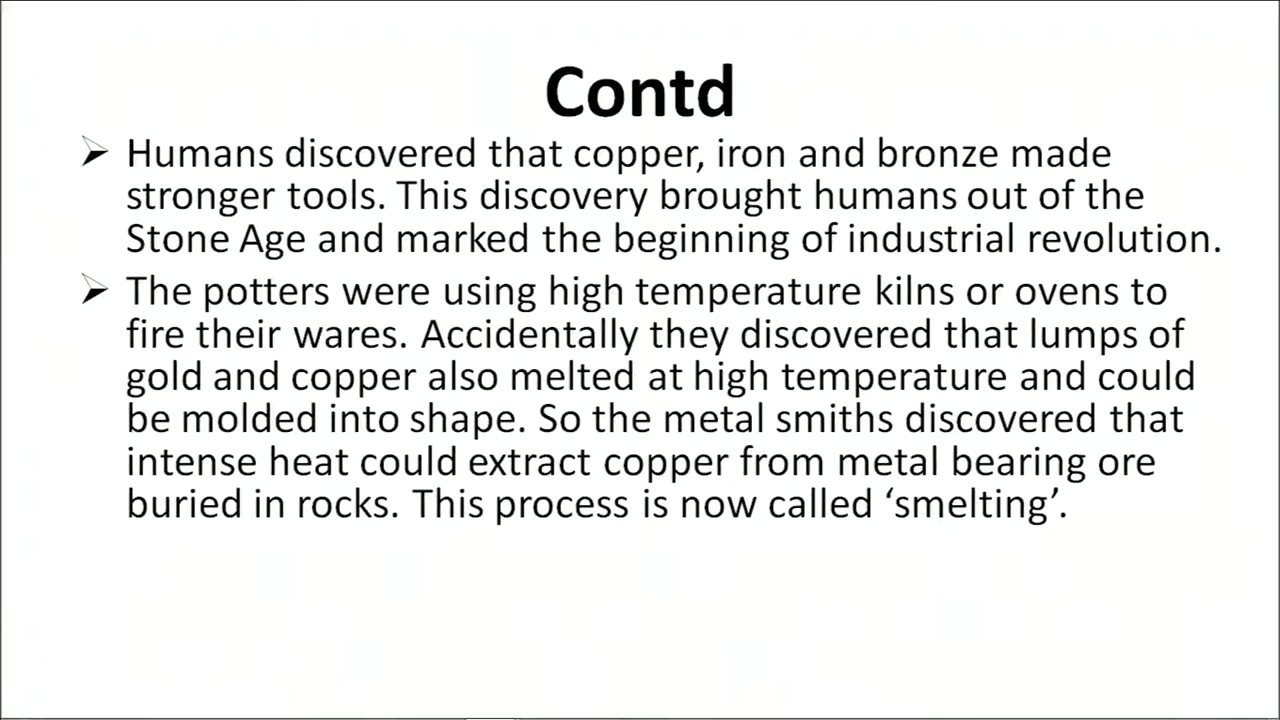 Contd
➢ Humans discovered that copper, iron and bronze made
stronger tools. This discovery brought humans out of the
Stone Age and marked the beginning of industrial revolution.
➢ The potters were using high temperature kilns or ovens to
fire their wares. Accidentally they discovered that lumps of
gold and copper also melted at high temperature and could
be molded into shape. So the metal smiths discovered that
intense heat could extract copper from metal bearing ore
buried in rocks. This process is now called ‘smelting’.